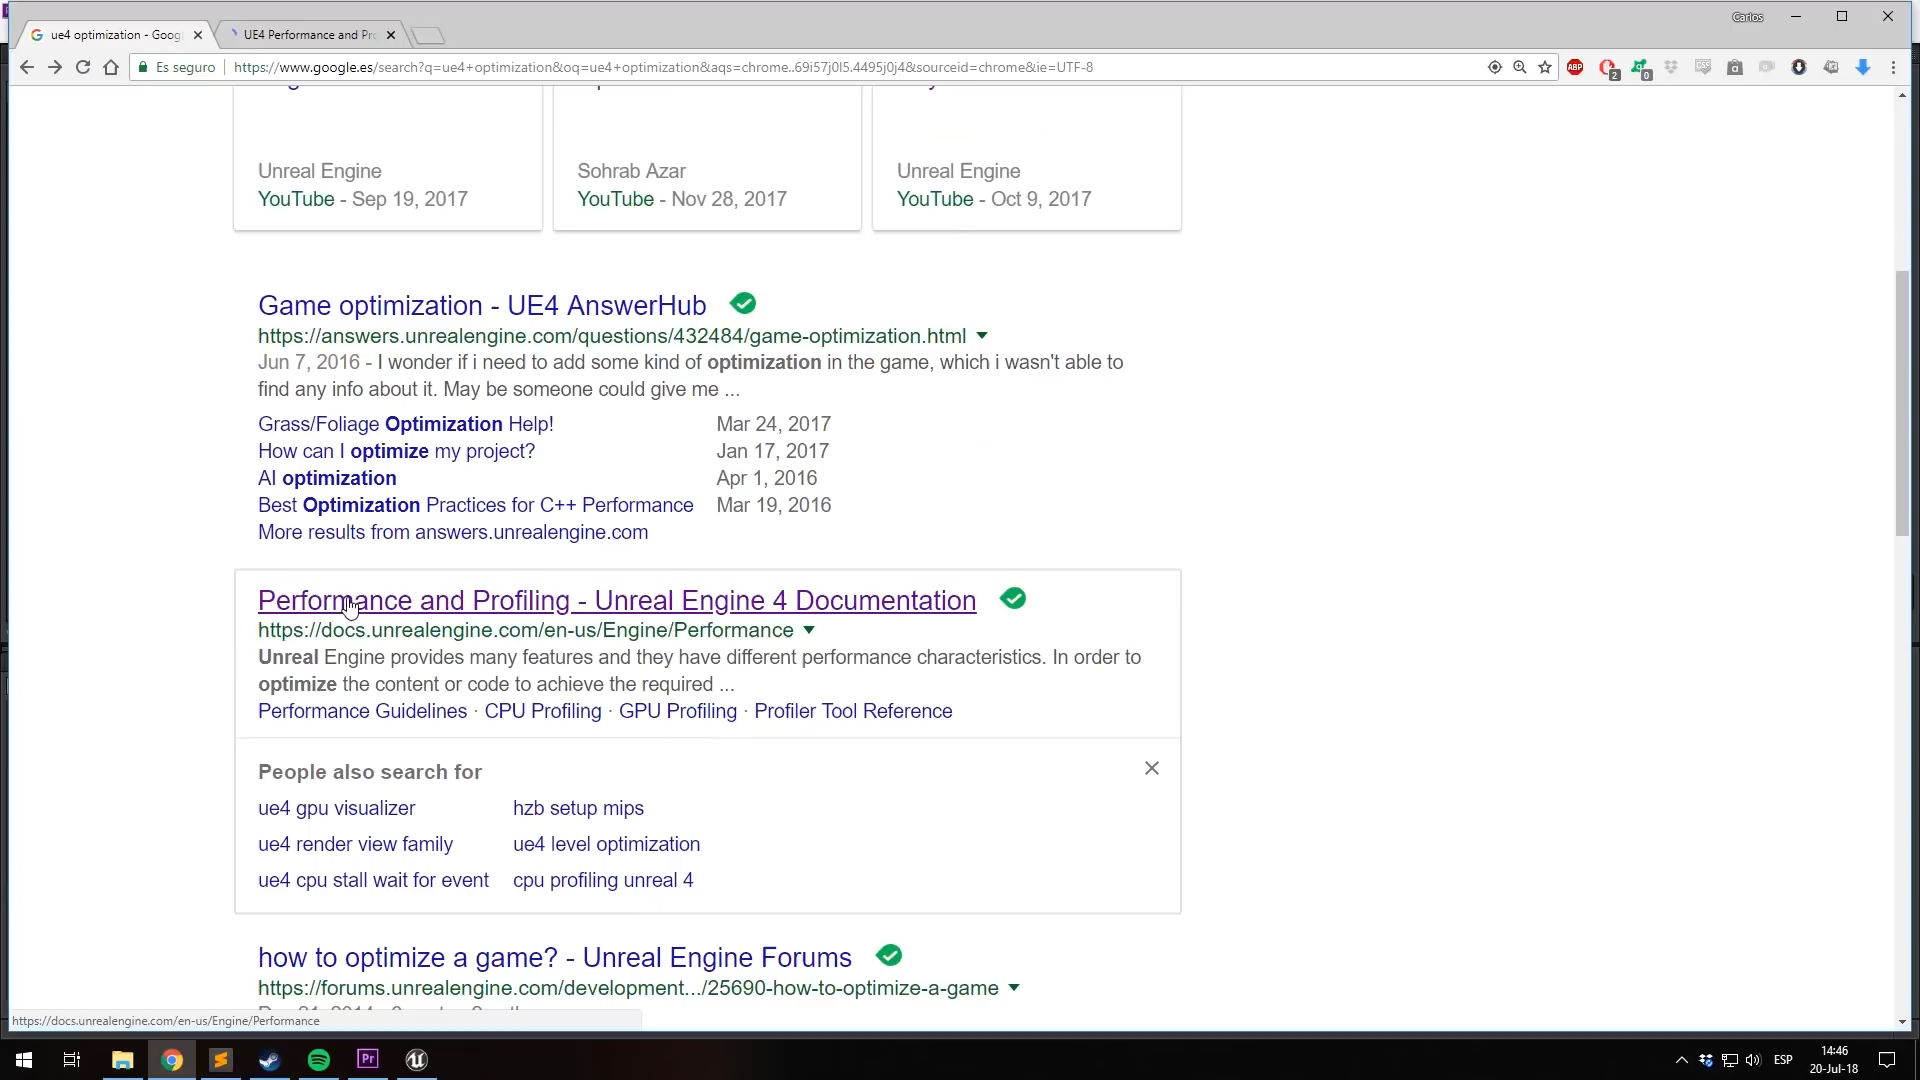 Carlos
ue4 optimization - Goog
UE4 Performance and Pro
Es seguro
https://www.google.es/search?q=ue4+optimization&oq=ue4+optimization&aqs=chrome..69i57j0l5.4495j0j4&sourceid=chrome&ie=UTF-8
ABP
2
0
Unreal Engine
YouTube - Sep 19, 2017
Sohrab Azar
YouTube - Nov 28, 2017
Unreal Engine
YouTube - Oct 9, 2017
Game optimization - UE4 AnswerHub
https://answers.unrealengine.com/questions/432484/game-optimization.html
Jun 7, 2016 - I wonder if i need to add some kind of optimization in the game, which i wasn't able to
find any info about it. May be someone could give me ...
Grass/Foliage Optimization Help! Mar 24, 2017
How can I optimize my project? Jan 17, 2017
AI optimization Apr 1, 2016
Best Optimization Practices for C++ Performance Mar 19, 2016
More results from answers.unrealengine.com
Performance and Profiling - Unreal Engine 4 Documentation
https://docs.unrealengine.com/en-us/Engine/Performance
Unreal Engine provides many features and they have different performance characteristics. In order to
optimize the content or code to achieve the required ...
Performance Guidelines · CPU Profiling · GPU Profiling · Profiler Tool Reference
People also search for
ue4 gpu visualizer hzb setup mips
ue4 render view family ue4 level optimization
ue4 cpu stall wait for event cpu profiling unreal 4
how to optimize a game? - Unreal Engine Forums
https://forums.unrealengine.com/development.../25690-how-to-optimize-a-game
https://docs.unrealengine.com/en-us/Engine/Performance
Pr
ESP
14:46
20-Jul-18